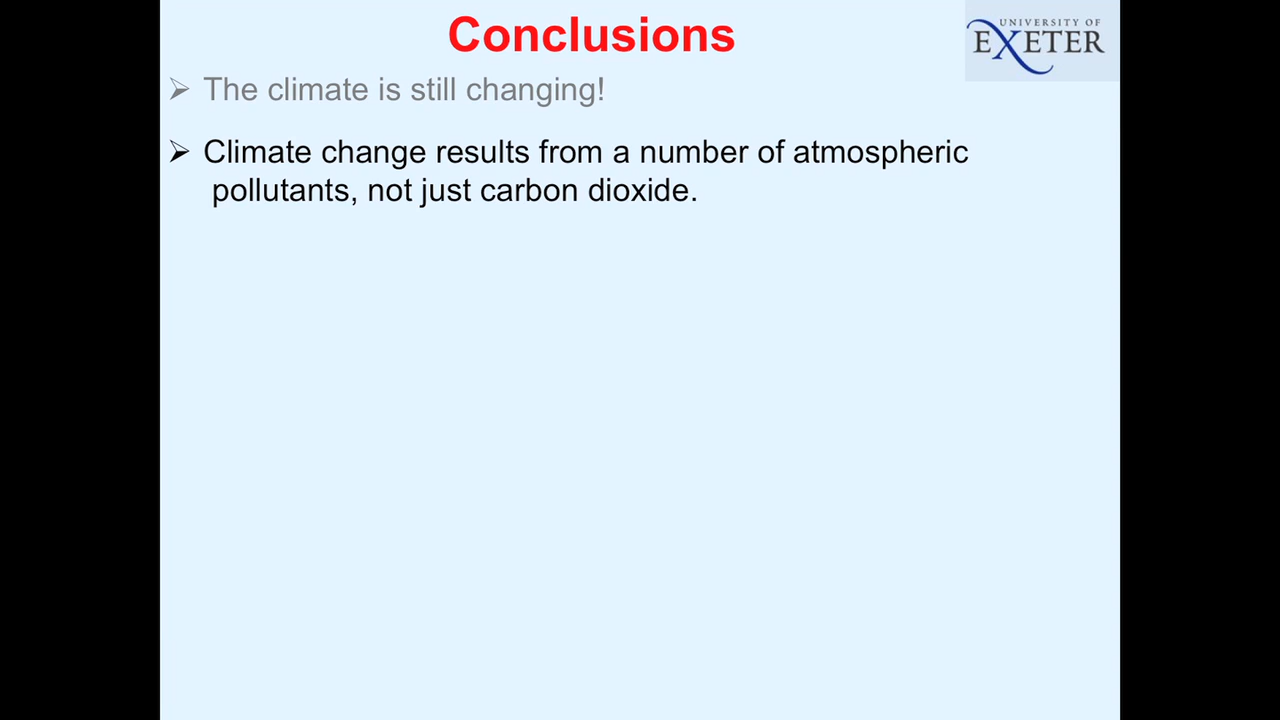 Conclusions
UNIVERSITY OF
EXETER
➢ The climate is still changing!
➢ Climate change results from a number of atmospheric
pollutants, not just carbon dioxide.